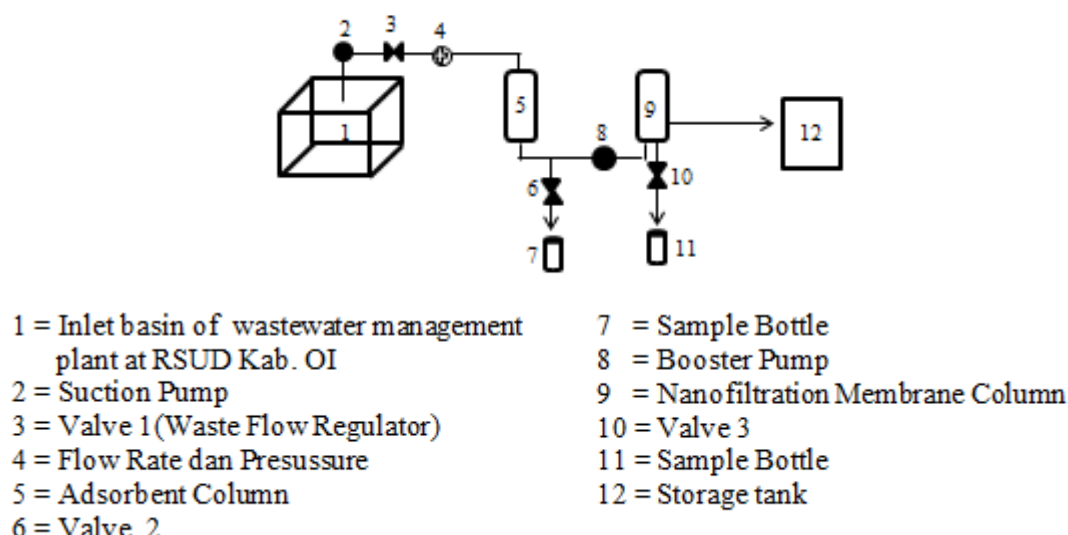 2
3
4
1
5
9
8
12
6
10
7
11
1 = Inlet basin of wastewater management
plant at RSUD Kab. OI
2 = Suction Pump
3 = Valve 1(Waste Flow Regulator)
4 = Flow Rate dan Presussure
5 = Adsorbent Column
6 = Valve 2
7 = Sample Bottle
8 = Booster Pump
9 = Nanofiltration Membrane Column
10 = Valve 3
11 = Sample Bottle
12 = Storage tank